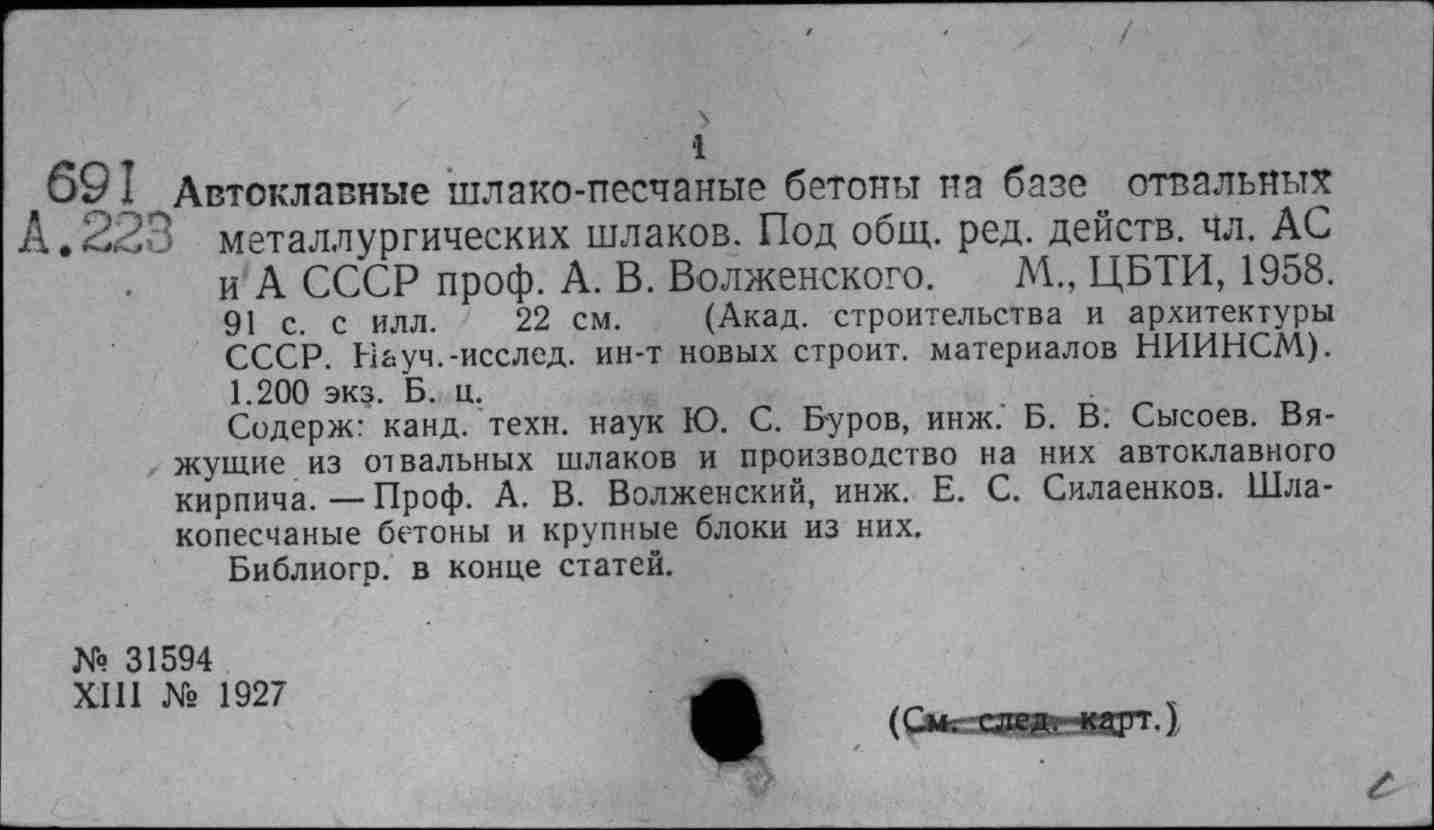 1
691 Автоклавные шлако-песчаные бетоны на базе отвальных
А.223 металлургических шлаков. Под общ. ред. действ. чл. АС
и А СССР проф. А. В. Волженского. М., ЦБТИ, 1958.
91 с. с илл. 22 см. (Акад. строительства и архитектуры
СССР. Науч.-исслед. ин-т новых строит. материалов НИИНСМ).
1.200 экз. Б. ц.
Содерж: канд. техн. наук Ю. С. Буров, инж. Б. В. Сысоев. Вя-
жущие из отвальных шлаков и производство на них автоклавного
кирпича. — Проф. А. В. Волженский, инж. Е. С. Силаенков. Шла-
копесчаные бетоны и крупные блоки из них.
Библиогр. в конце статей.
№ 31594
XIII № 1927
(См. след. карт.)